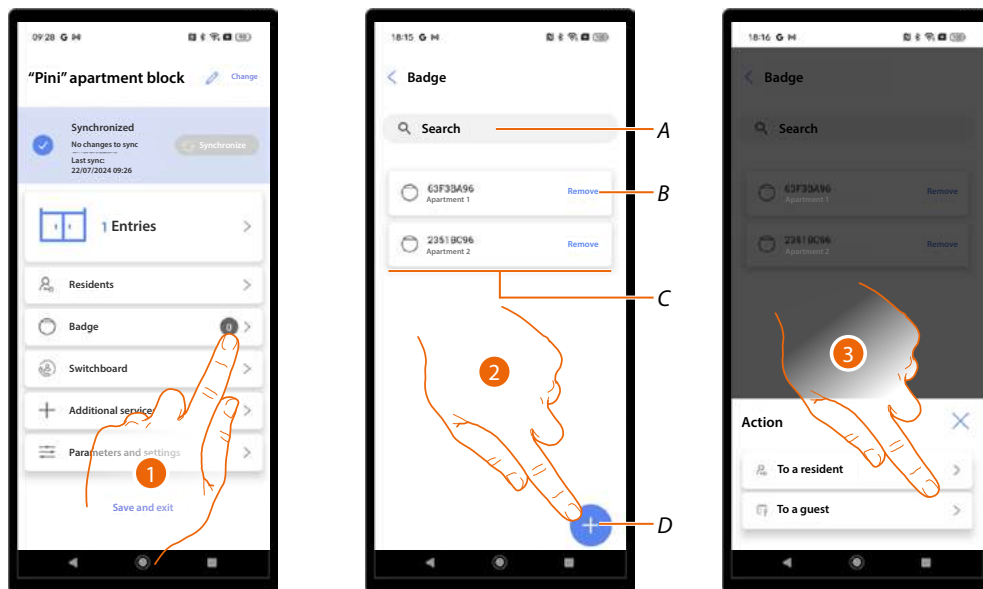 09:28 G
"Pini" apartment block
Change
Synchronized
No changes to sync
Last sync:
22/07/2024 09:26
Synchronize
1 Entries
Residents
Badge
0
Switchboard
Additional service
Parameters and settings
1
Save and exit
18:15 G
Badge
Search
A
63F3BA96
Remove
B
Apartment 1
2351BC96
Remove
Apartment 2
C
2
D
18:16 G
Badge
Search
63F3BA96
Remove
Apartment 1
Remove
Apartment 2
3
Action
To a resident
To a guest